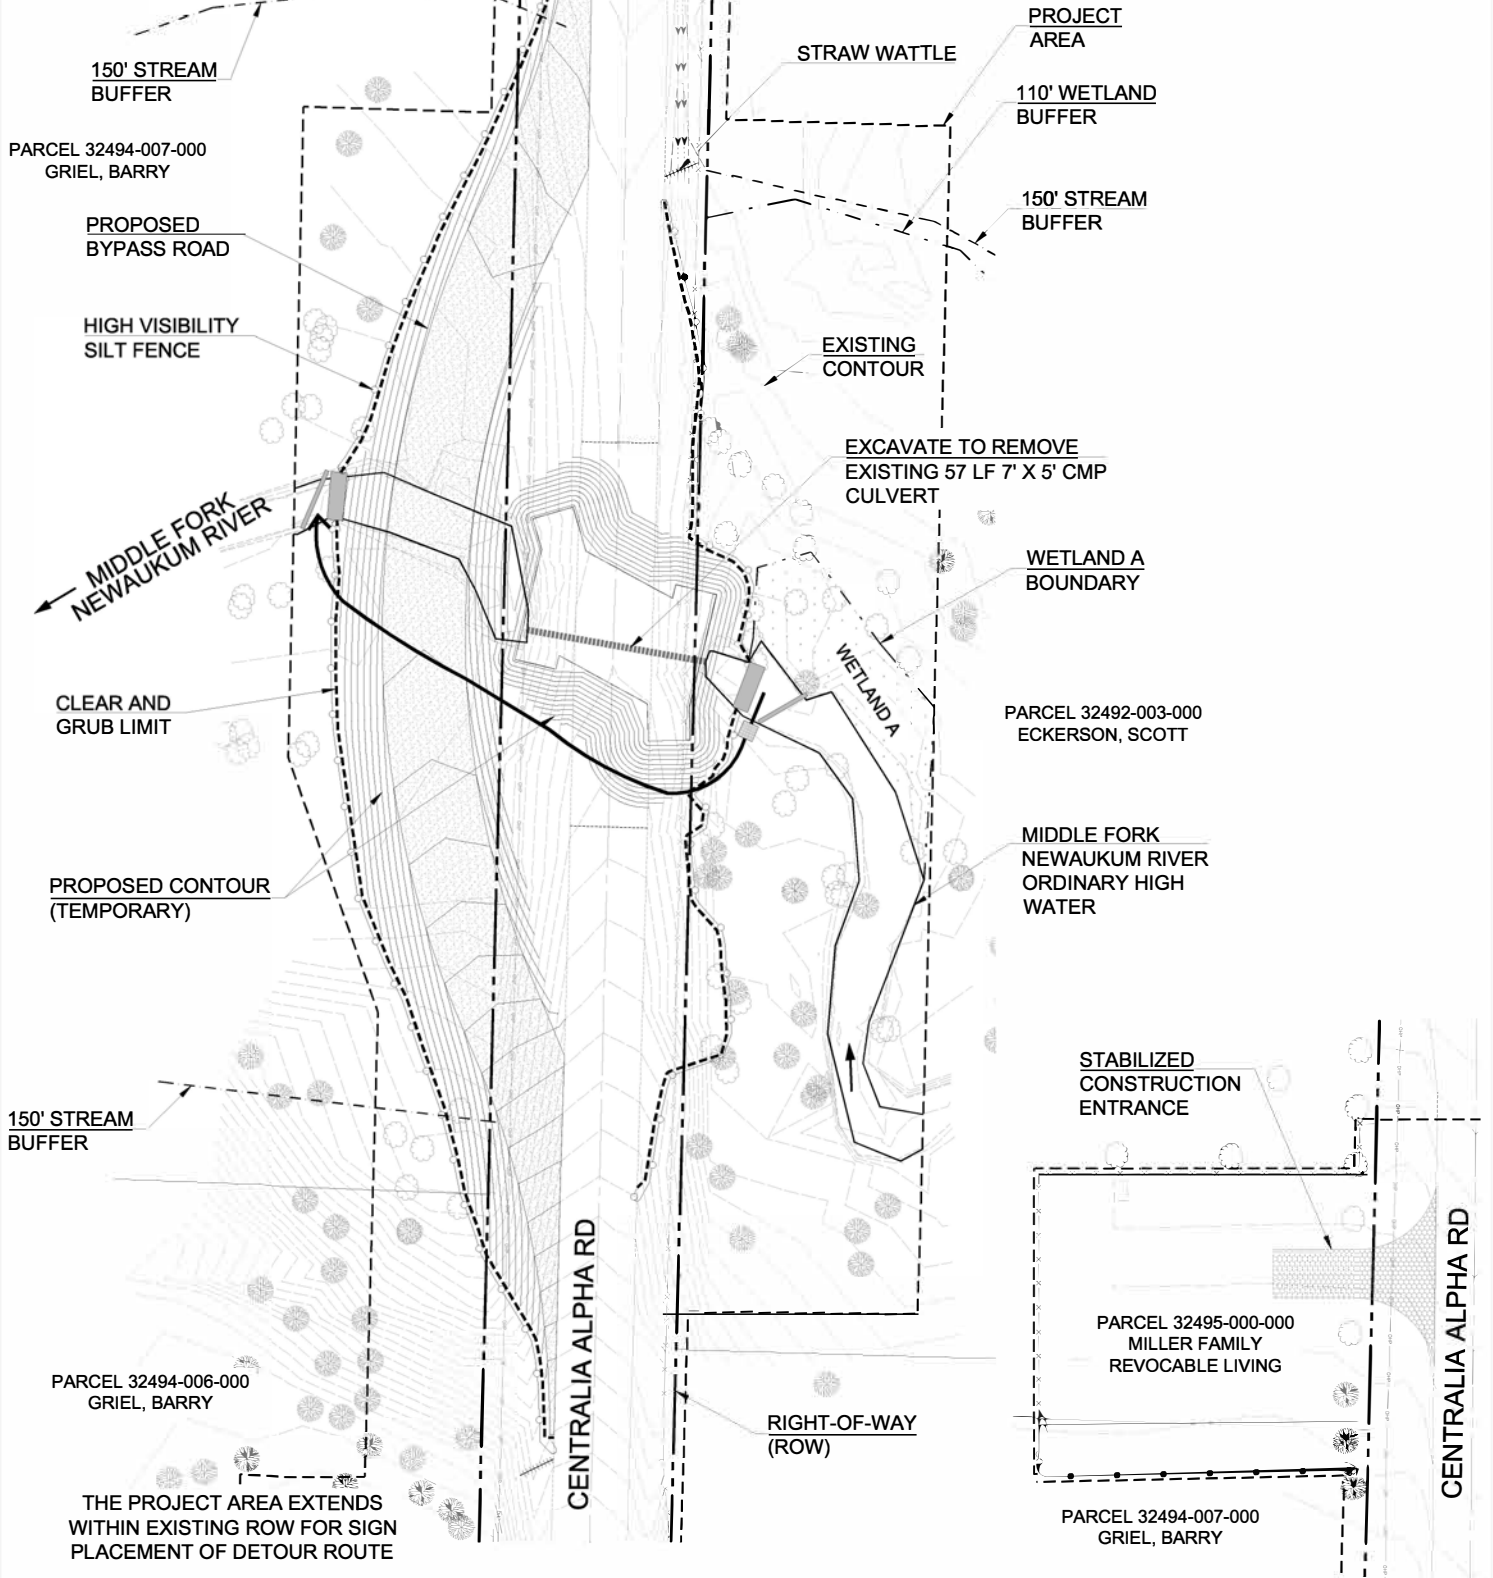 PROJECT
AREA
STRAW WATTLE
150' STREAM
BUFFER
110' WETLAND
BUFFER
PARCEL 32494-007-000
GRIEL, BARRY
150' STREAM
BUFFER
PROPOSED
BYPASS ROAD
HIGH VISIBILITY
SILT FENCE
EXISTING
CONTOUR
EXCAVATE TO REMOVE
EXISTING 57 LF 7' X 5' CMP
CULVERT
MIDDLE FORK
NEWAUKUM RIVER
WETLAND A
BOUNDARY
WETLAND A
CLEAR AND
GRUB LIMIT
PARCEL 32492-003-000
ECKERSON, SCOTT
MIDDLE FORK
NEWAUKUM RIVER
ORDINARY HIGH
WATER
PROPOSED CONTOUR
(TEMPORARY)
STABILIZED
CONSTRUCTION
ENTRANCE
150' STREAM
BUFFER
CENTRALIA ALPHA RD
CENTRALIA ALPHA RD
PARCEL 32495-000-000
MILLER FAMILY
REVOCABLE LIVING
PARCEL 32494-006-000
GRIEL, BARRY
RIGHT-OF-WAY
(ROW)
THE PROJECT AREA EXTENDS
WITHIN EXISTING ROW FOR SIGN
PLACEMENT OF DETOUR ROUTE
PARCEL 32494-007-000
GRIEL, BARRY